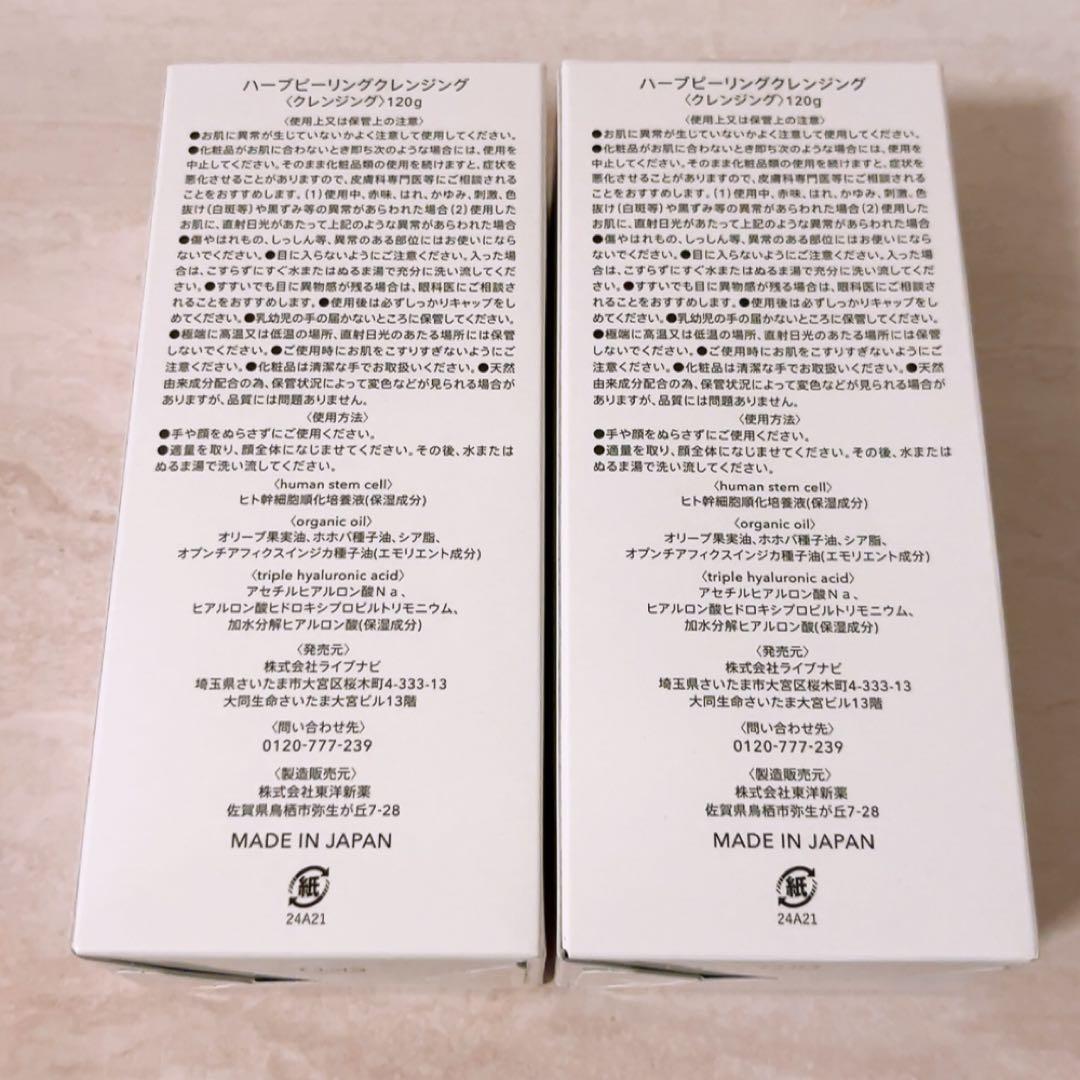 ハーブピーリングクレンジング
〈クレンジング〉120g
〈使用上又は保管上の注意〉
●お肌に異常が生じていないかよく注意して使用してください。
●化粧品がお肌に合わないとき即ち次のような場合には、使用を
中止してください。そのまま化粧品類の使用を続けますと、症状を
悪化させることがありますので、皮膚科専門医等にご相談される
ことをおすすめします。(1)使用中、赤味、はれ、かゆみ、刺激、色
抜け(白斑等)や黒ずみ等の異常があらわれた場合(2)使用した
お肌に、直射日光があたって上記のような異常があらわれた場合
●傷やはれもの、しっしん等、異常のある部位にはお使いになら
ないでください。●目に入らないようにご注意ください。入った場
合は、こすらずにすぐ水またはぬるま湯で充分に洗い流してくだ
さい。●すすいでも目に異物感が残る場合は、眼科医にご相談さ
れることをおすすめします。●使用後は必ずしっかりキャップをし
めてください。●乳幼児の手の届かないところに保管してください。
●極端に高温又は低温の場所、直射日光のあたる場所には保管
しないでください。●ご使用時にお肌をこすりすぎないようにご
注意ください。●化粧品は清潔な手でお取扱いください。●天然
由来成分配合の為、保管状況によって変色などが見られる場合が
ありますが、品質には問題ありません。
〈使用方法〉
●手や顔をぬらさずにご使用ください。
●適量を取り、顔全体になじませてください。その後、水または
ぬるま湯で洗い流してください。
〈human stem cell〉
ヒト幹細胞順化培養液(保湿成分)
〈organic oil〉
オリーブ果実油、ホホバ種子油、シア脂、
オプンチアフィクスインジカ種子油(エモリエント成分)
〈triple hyaluronic acid〉
アセチルヒアルロン酸Ｎａ、
ヒアルロン酸ヒドロキシプロピルトリモニウム、
加水分解ヒアルロン酸(保湿成分)
〈発売元〉
株式会社ライブナビ
埼玉県さいたま市大宮区桜木町4-333-13
大同生命さいたま大宮ビル13階
〈問い合わせ先〉
0120-777-239
〈製造販売元〉
株式会社東洋新薬
佐賀県鳥栖市弥生が丘7-28
MADE IN JAPAN
紙
24A21
ハーブピーリングクレンジング
〈クレンジング〉120g
〈使用上又は保管上の注意〉
●お肌に異常が生じていないかよく注意して使用してください。
●化粧品がお肌に合わないとき即ち次のような場合には、使用を
中止してください。そのまま化粧品類の使用を続けますと、症状を
悪化させることがありますので、皮膚科専門医等にご相談される
ことをおすすめします。(1)使用中、赤味、はれ、かゆみ、刺激、色
抜け(白斑等)や黒ずみ等の異常があらわれた場合(2)使用した
お肌に、直射日光があたって上記のような異常があらわれた場合
●傷やはれもの、しっしん等、異常のある部位にはお使いになら
ないでください。●目に入らないようにご注意ください。入った場
合は、こすらずにすぐ水またはぬるま湯で充分に洗い流してくだ
さい。●すすいでも目に異物感が残る場合は、眼科医にご相談さ
れることをおすすめします。●使用後は必ずしっかりキャップをし
めてください。●乳幼児の手の届かないところに保管してください。
●極端に高温又は低温の場所、直射日光のあたる場所には保管
しないでください。●ご使用時にお肌をこすりすぎないようにご
注意ください。●化粧品は清潔な手でお取扱いください。●天然
由来成分配合の為、保管状況によって変色などが見られる場合が
ありますが、品質には問題ありません。
〈使用方法〉
●手や顔をぬらさずにご使用ください。
●適量を取り、顔全体になじませてください。その後、水または
ぬるま湯で洗い流してください。
〈human stem cell〉
ヒト幹細胞順化培養液(保湿成分)
〈organic oil〉
オリーブ果実油、ホホバ種子油、シア脂、
オプンチアフィクスインジカ種子油(エモリエント成分)
〈triple hyaluronic acid〉
アセチルヒアルロン酸Ｎａ、
ヒアルロン酸ヒドロキシプロピルトリモニウム、
加水分解ヒアルロン酸(保湿成分)
〈発売元〉
株式会社ライブナビ
埼玉県さいたま市大宮区桜木町4-333-13
大同生命さいたま大宮ビル13階
〈問い合わせ先〉
0120-777-239
〈製造販売元〉
株式会社東洋新薬
佐賀県鳥栖市弥生が丘7-28
MADE IN JAPAN
紙
24A21